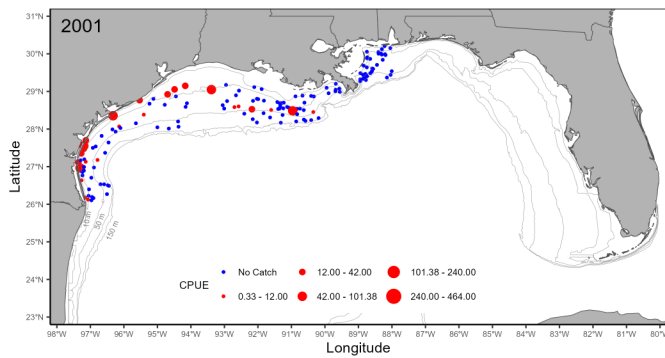 2001
31°N
30°N
29°N
28°N
27°N
26°N
25°N
24°N
23°N
Latitude
10 m
50 m
150 m
CPUE
No Catch
12.00 - 42.00
101.38 - 240.00
0.33 - 12.00
42.00 - 101.38
240.00 - 464.00
98°W 97°W 96°W 95°W 94°W 93°W 92°W 91°W 90°W 89°W 88°W 87°W 86°W 85°W 84°W 83°W 82°W 81°W 80°W
Longitude